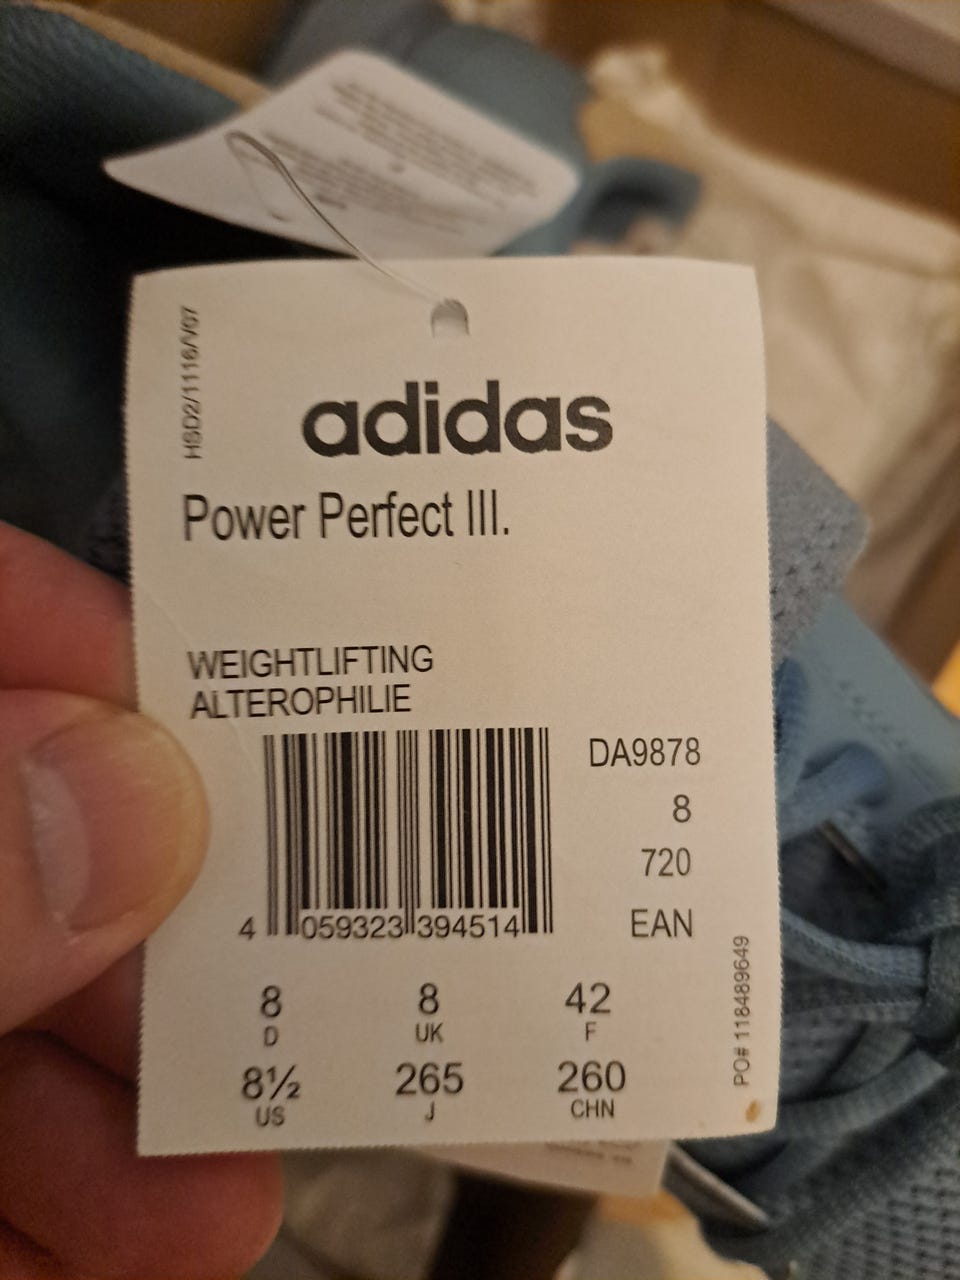 HSD2/1116/V07
adidas
Power Perfect III.
WEIGHTLIFTING
ALTEROPHILIE
DA9878
8
720
EAN
4 059323 394514
8 8 42
D UK F
8½ 265 260
US J CHN
PO# 118489649